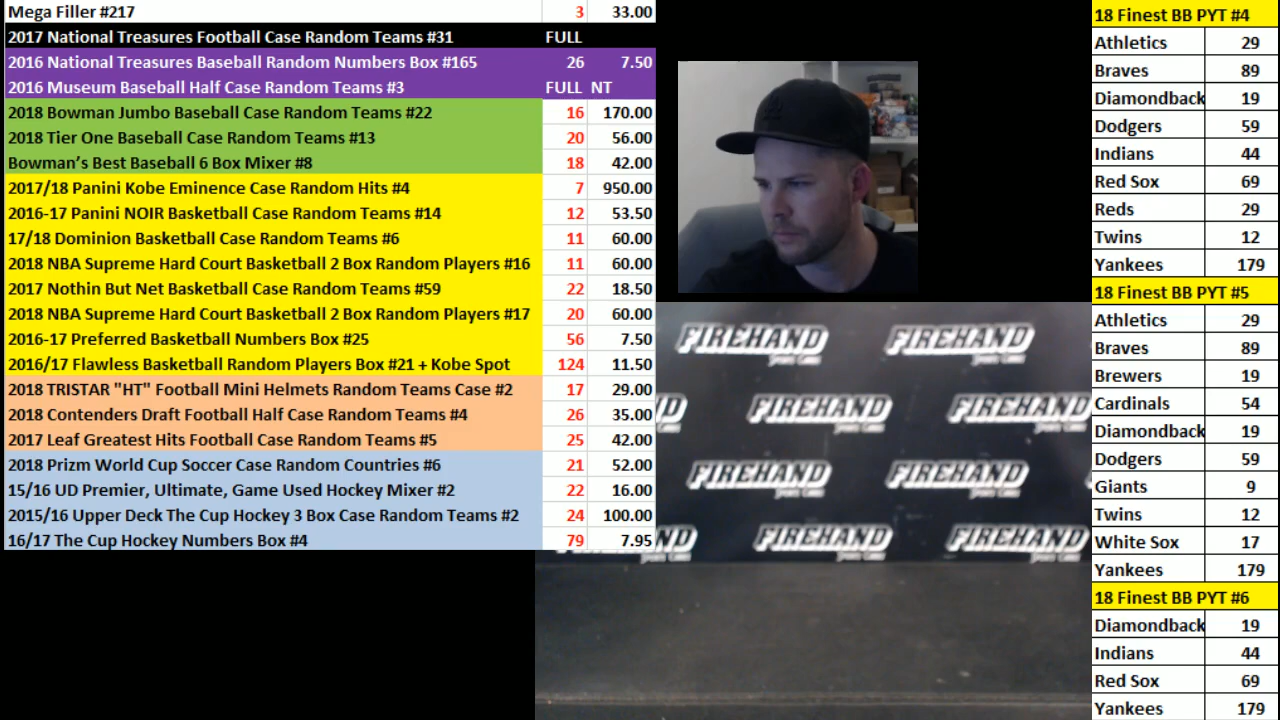 Mega Filler #217 3 33.00
2017 National Treasures Football Case Random Teams #31 FULL
2016 National Treasures Baseball Random Numbers Box #165 26 7.50
2016 Museum Baseball Half Case Random Teams #3 FULL NT
2018 Bowman Jumbo Baseball Case Random Teams #22 16 170.00
2018 Tier One Baseball Case Random Teams #13 20 56.00
Bowman’s Best Baseball 6 Box Mixer #8 18 42.00
2017/18 Panini Kobe Eminence Case Random Hits #4 7 950.00
2016-17 Panini NOIR Basketball Case Random Teams #14 12 53.50
17/18 Dominion Basketball Case Random Teams #6 11 60.00
2018 NBA Supreme Hard Court Basketball 2 Box Random Players #16 11 60.00
2017 Nothin But Net Basketball Case Random Teams #59 22 18.50
2018 NBA Supreme Hard Court Basketball 2 Box Random Players #17 20 60.00
2016-17 Preferred Basketball Numbers Box #25 56 7.50
2016/17 Flawless Basketball Random Players Box #21 + Kobe Spot 124 11.50
2018 TRISTAR "HT" Football Mini Helmets Random Teams Case #2 17 29.00
2018 Contenders Draft Football Half Case Random Teams #4 26 35.00
2017 Leaf Greatest Hits Football Case Random Teams #5 25 42.00
2018 Prizm World Cup Soccer Case Random Countries #6 21 52.00
15/16 UD Premier, Ultimate, Game Used Hockey Mixer #2 22 16.00
2015/16 Upper Deck The Cup Hockey 3 Box Case Random Teams #2 24 100.00
16/17 The Cup Hockey Numbers Box #4 79 7.95
FIREHAND FIREHAND
FIREHAND FIREHAND
FIREHAND FIREHAND
FIREHAND FIREHAND
18 Finest BB PYT #4
Athletics 29
Braves 89
Diamondback 19
Dodgers 59
Indians 44
Red Sox 69
Reds 29
Twins 12
Yankees 179
18 Finest BB PYT #5
Athletics 29
Braves 89
Brewers 19
Cardinals 54
Diamondback 19
Dodgers 59
Giants 9
Twins 12
White Sox 17
Yankees 179
18 Finest BB PYT #6
Diamondback 19
Indians 44
Red Sox 69
Yankees 179